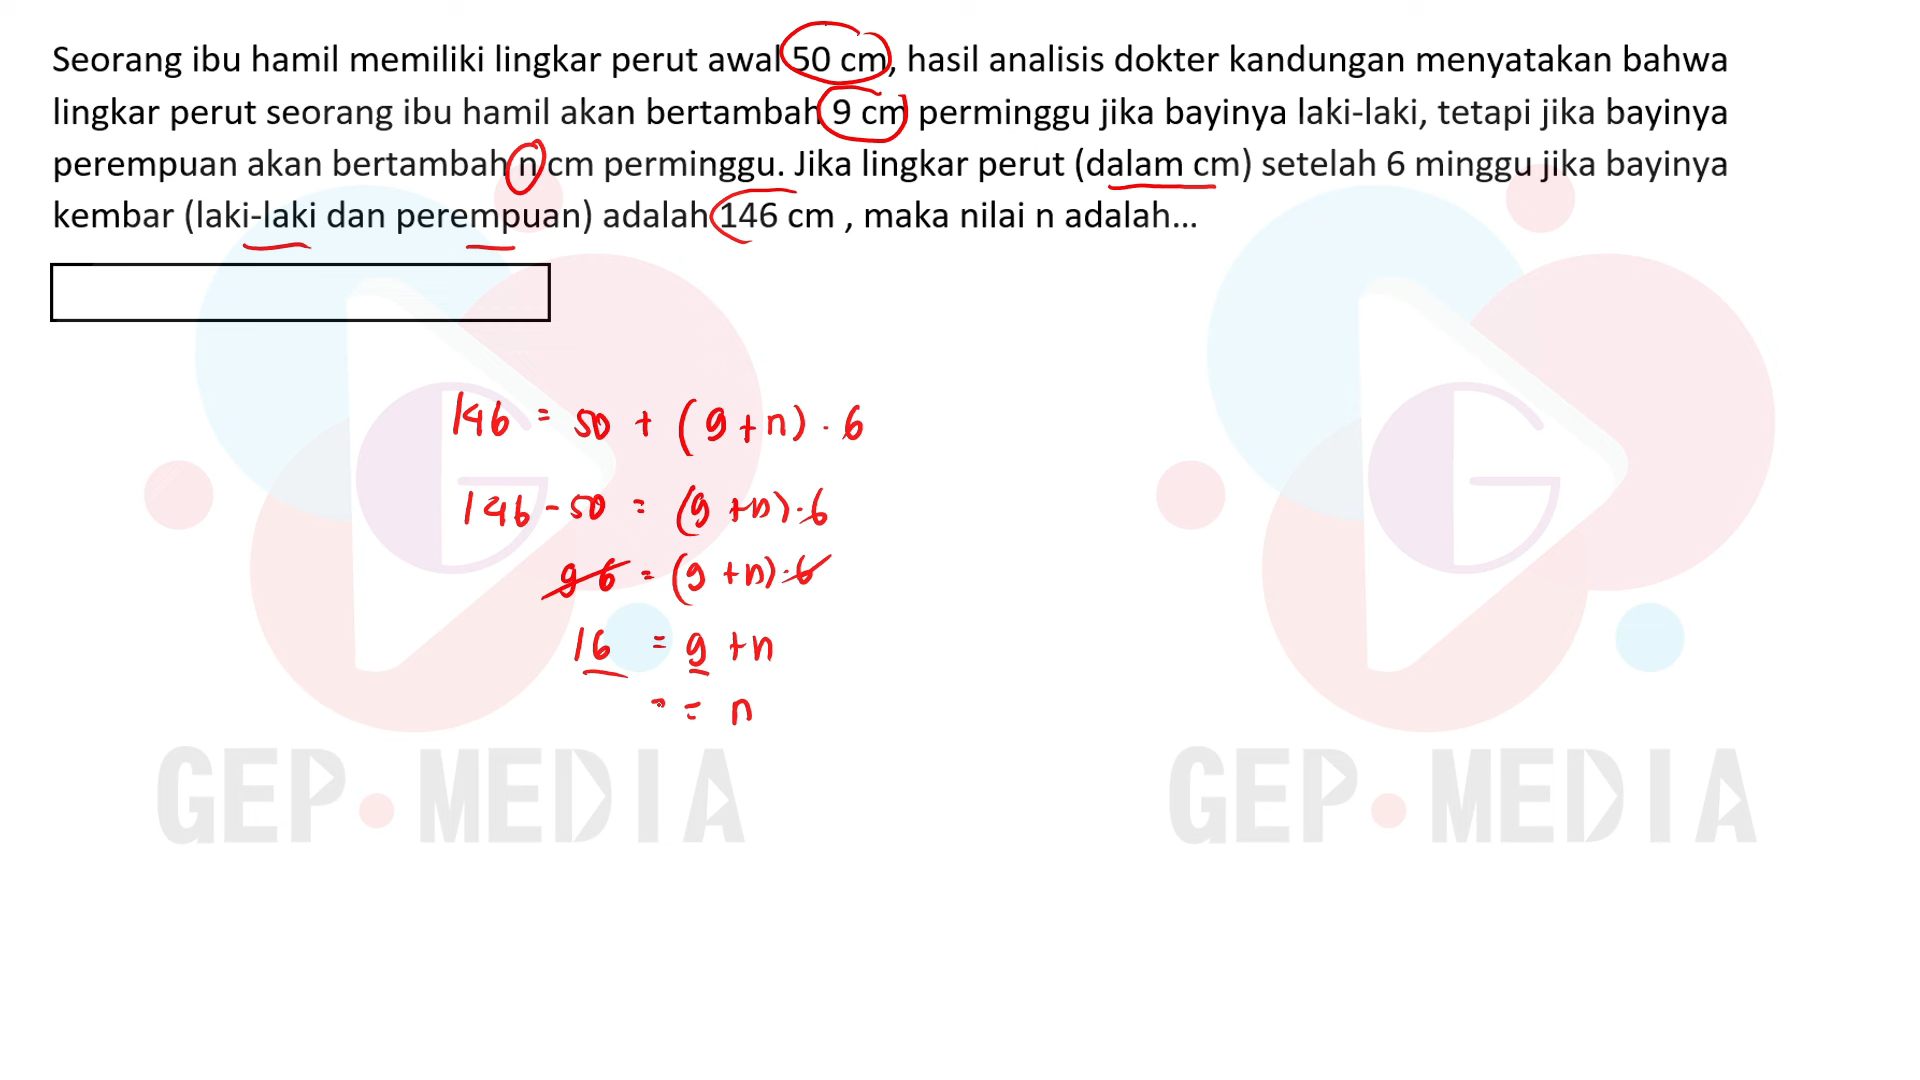 Seorang ibu hamil memiliki lingkar perut awal 50 cm, hasil analisis dokter kandungan menyatakan bahwa
lingkar perut seorang ibu hamil akan bertambah 9 cm perminggu jika bayinya laki-laki, tetapi jika bayinya
perempuan akan bertambah n cm perminggu. Jika lingkar perut (dalam cm) setelah 6 minggu jika bayinya
kembar (laki-laki dan perempuan) adalah 146 cm , maka nilai n adalah...
146 = 50 + (9+n) . 6
146 - 50 = (9+n) . 6
96 = (9+n) . 6
16 = 9 + n
= n
GEP•MEDIA GEP•MEDIA